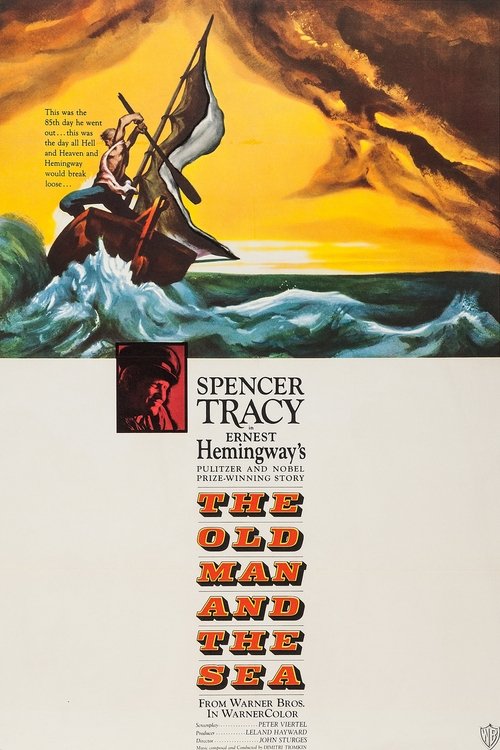 This was the
85th day he went
out...this was
the day all Hell
and Heaven and
Hemingway
would break
loose...
SPENCER
TRACY
in
ERNEST
Hemingway's
PULITZER AND NOBEL
PRIZE-WINNING STORY
THE
OLD
MAN
AND
THE
SEA
FROM WARNER BROS.
IN WARNERCOLOR
Screenplay..................PETER VIERTEL
Producer..................LELAND HAYWARD
Director..................JOHN STURGES
Music composed and Conducted by DIMITRI TIOMKIN
WB